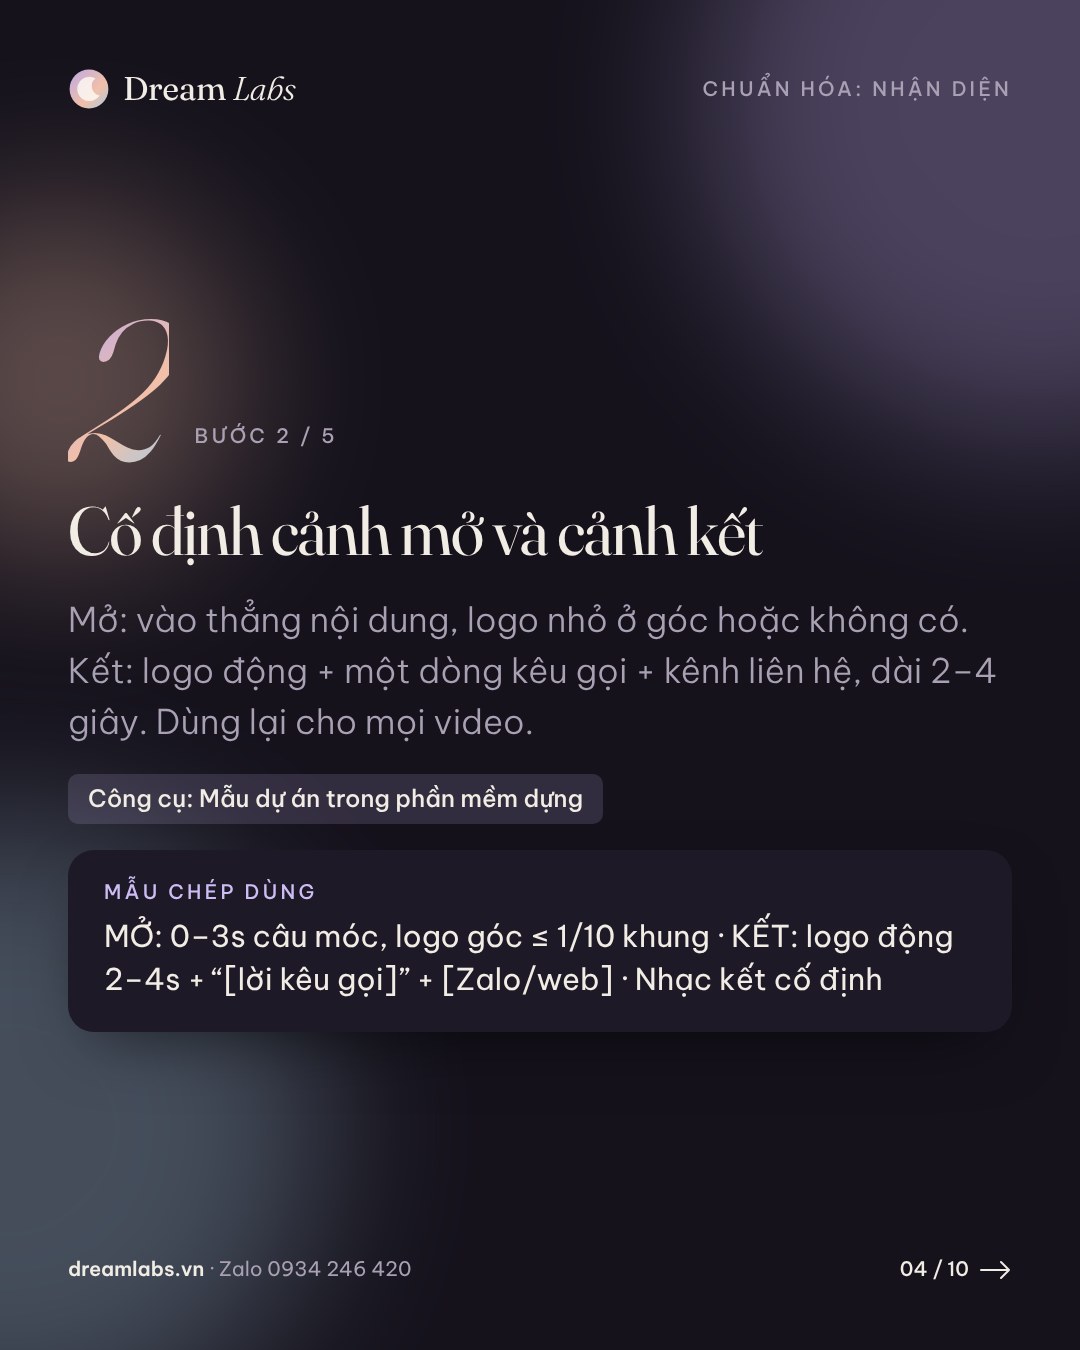 Dream Labs
CHUẨN HÓA: NHẬN DIỆN
2
BƯỚC 2 / 5
Cố định cảnh mở và cảnh kết
Mở: vào thẳng nội dung, logo nhỏ ở góc hoặc không có.
Kết: logo động + một dòng kêu gọi + kênh liên hệ, dài 2–4
giây. Dùng lại cho mọi video.
Công cụ: Mẫu dự án trong phần mềm dựng
MẪU CHÉP DÙNG
MỞ: 0–3s câu móc, logo góc ≤ 1/10 khung · KẾT: logo động
2–4s + “[lời kêu gọi]” + [Zalo/web] · Nhạc kết cố định
dreamlabs.vn · Zalo 0934 246 420
04 / 10 →